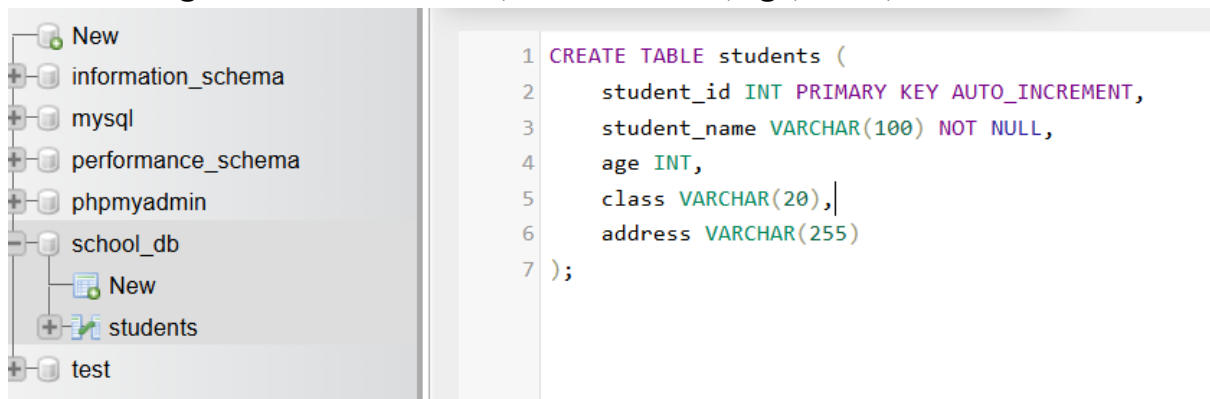 New
information_schema
mysql
performance_schema
phpmyadmin
school_db
New
students
test
1 CREATE TABLE students (
2 student_id INT PRIMARY KEY AUTO_INCREMENT,
3 student_name VARCHAR(100) NOT NULL,
4 age INT,
5 class VARCHAR(20),
6 address VARCHAR(255)
7 );